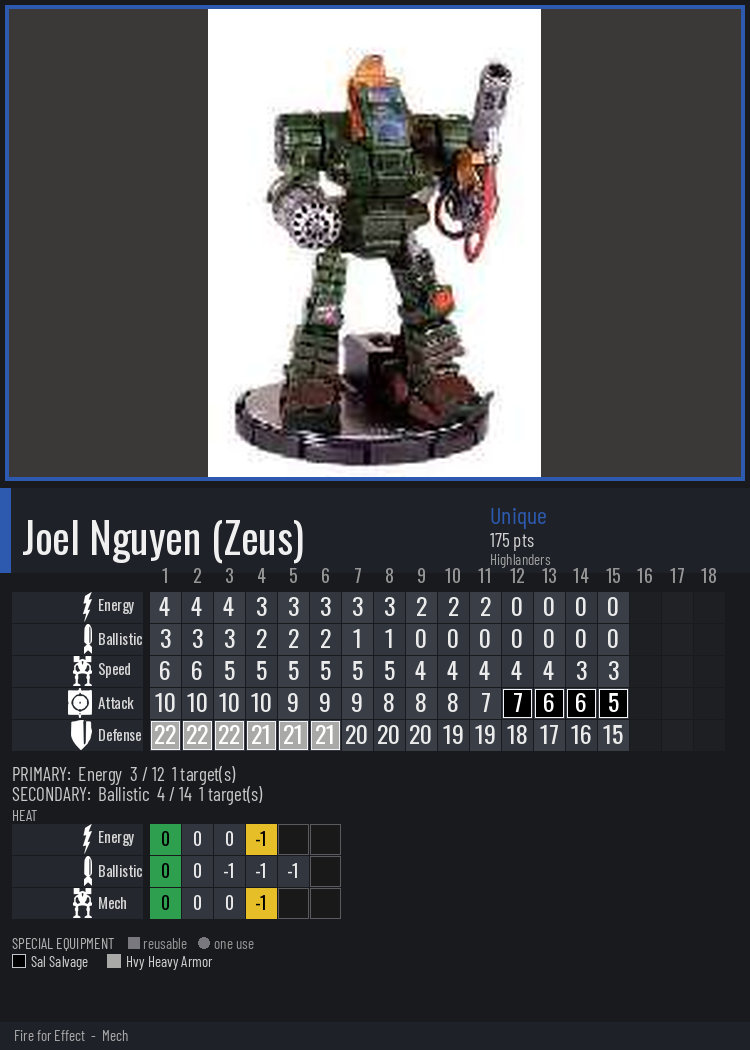 Joel Nguyen (Zeus)
Unique
175 pts
Highlanders
1 2 3 4 5 6 7 8 9 10 11 12 13 14 15 16 17 18
Energy 4 4 4 3 3 3 3 3 2 2 2 0 0 0 0
Ballistic 3 3 3 2 2 2 1 1 0 0 0 0 0 0 0
Speed 6 6 5 5 5 5 5 5 4 4 4 4 4 3 3
Attack 10 10 10 10 9 9 9 8 8 8 7 7 6 6 5
Defense 22 22 22 21 21 21 20 20 20 19 19 18 17 16 15
PRIMARY: Energy 3 / 12 1 target(s)
SECONDARY: Ballistic 4 / 14 1 target(s)
HEAT
Energy 0 0 0 -1
Ballistic 0 0 -1 -1 -1
Mech 0 0 0 -1
SPECIAL EQUIPMENT reusable one use
Sal Salvage Hvy Heavy Armor
Fire for Effect - Mech